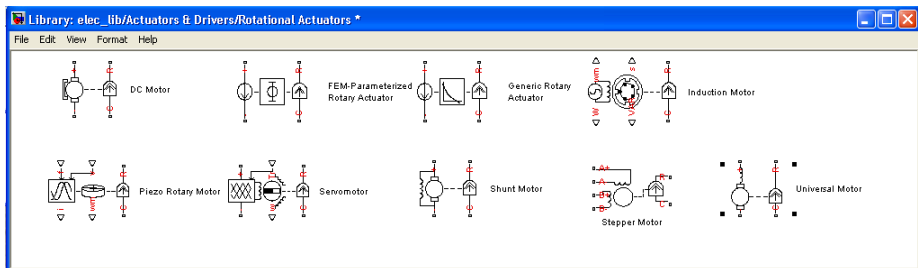 Library: elec_lib/Actuators & Drivers/Rotational Actuators *
File Edit View Format Help
DC Motor
FEM-Parameterized
Rotary Actuator
Generic Rotary
Actuator
Induction Motor
Piezo Rotary Motor
Servomotor
Shunt Motor
Stepper Motor
Universal Motor
A+
A
B+
B-
R
C
W
s